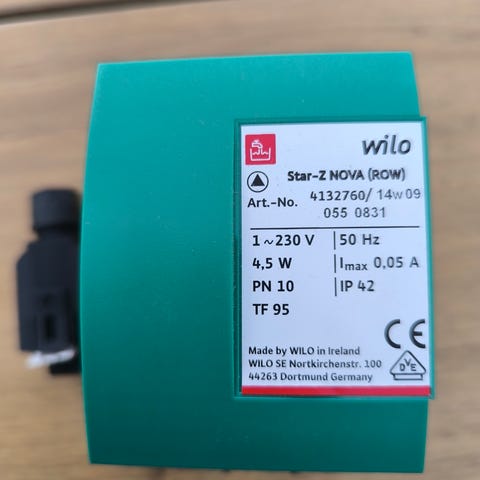 wilo
Star-Z NOVA (ROW)
Art.-No. 4132760/ 14w09
055 0831
1~230 V 50 Hz
4,5 W Imax 0,05 A
PN 10 IP 42
TF 95
CE
Made by WILO in Ireland
WILO SE Nortkirchenstr. 100
44263 Dortmund Germany
DVE